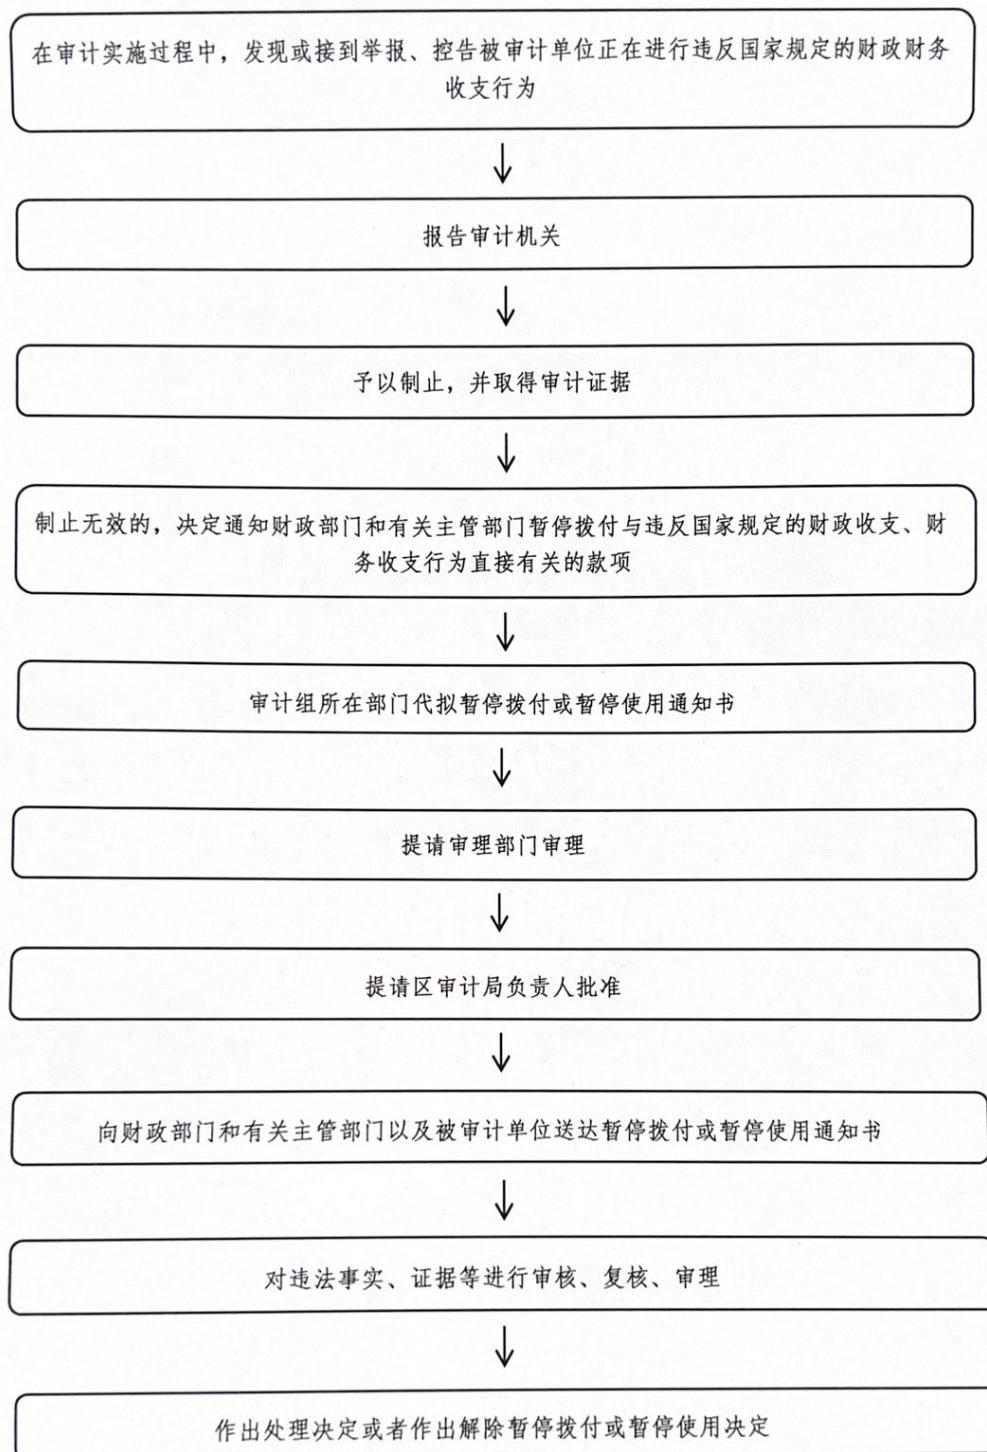 在审计实施过程中，发现或接到举报、控告被审计单位正在进行违反国家规定的财政财务
收支行为
报告审计机关
予以制止，并取得审计证据
制止无效的，决定通知财政部门和有关主管部门暂停拨付与违反国家规定的财政收支、财
务收支行为直接有关的款项
审计组所在部门代拟暂停拨付或暂停使用通知书
提请审理部门审理
提请区审计局负责人批准
向财政部门和有关主管部门以及被审计单位送达暂停拨付或暂停使用通知书
对违法事实、证据等进行审核、复核、审理
作出处理决定或者作出解除暂停拨付或暂停使用决定